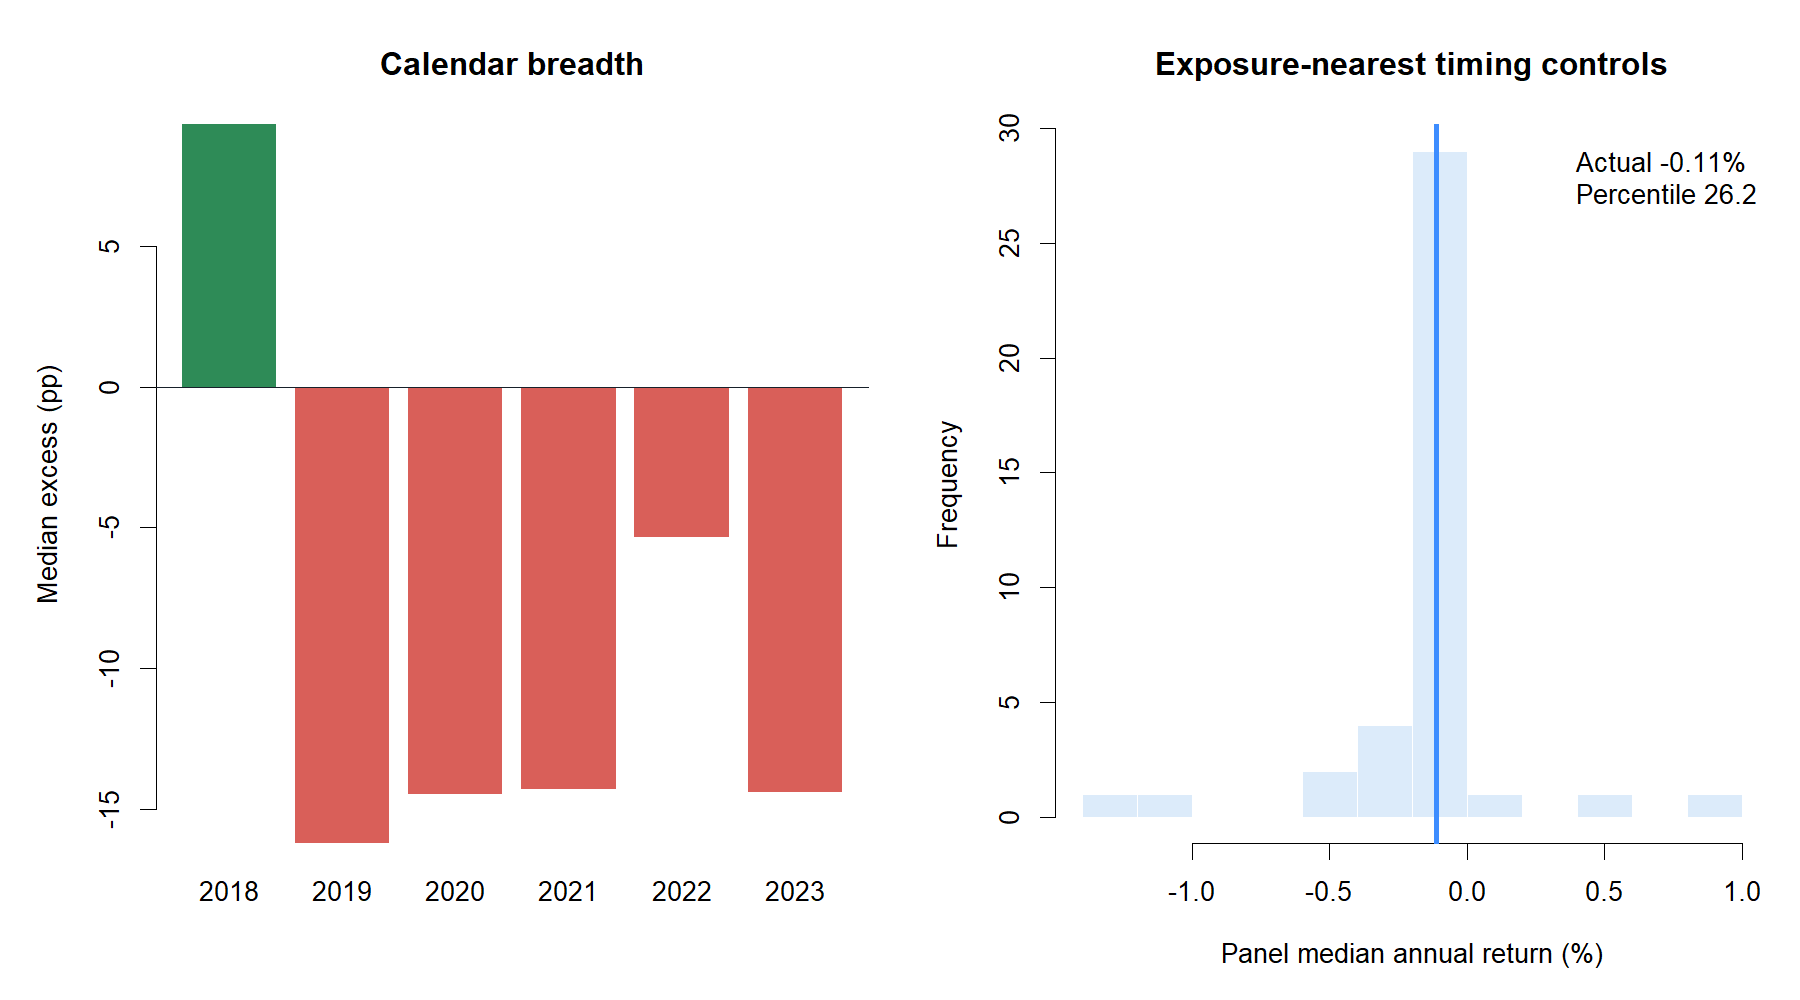 Calendar breadth
Median excess (pp)
5
0
-5
-10
-15
2018 2019 2020 2021 2022 2023
Exposure-nearest timing controls
Actual -0.11%
Percentile 26.2
Frequency
30
25
20
15
10
5
0
-1.0 -0.5 0.0 0.5 1.0
Panel median annual return (%)